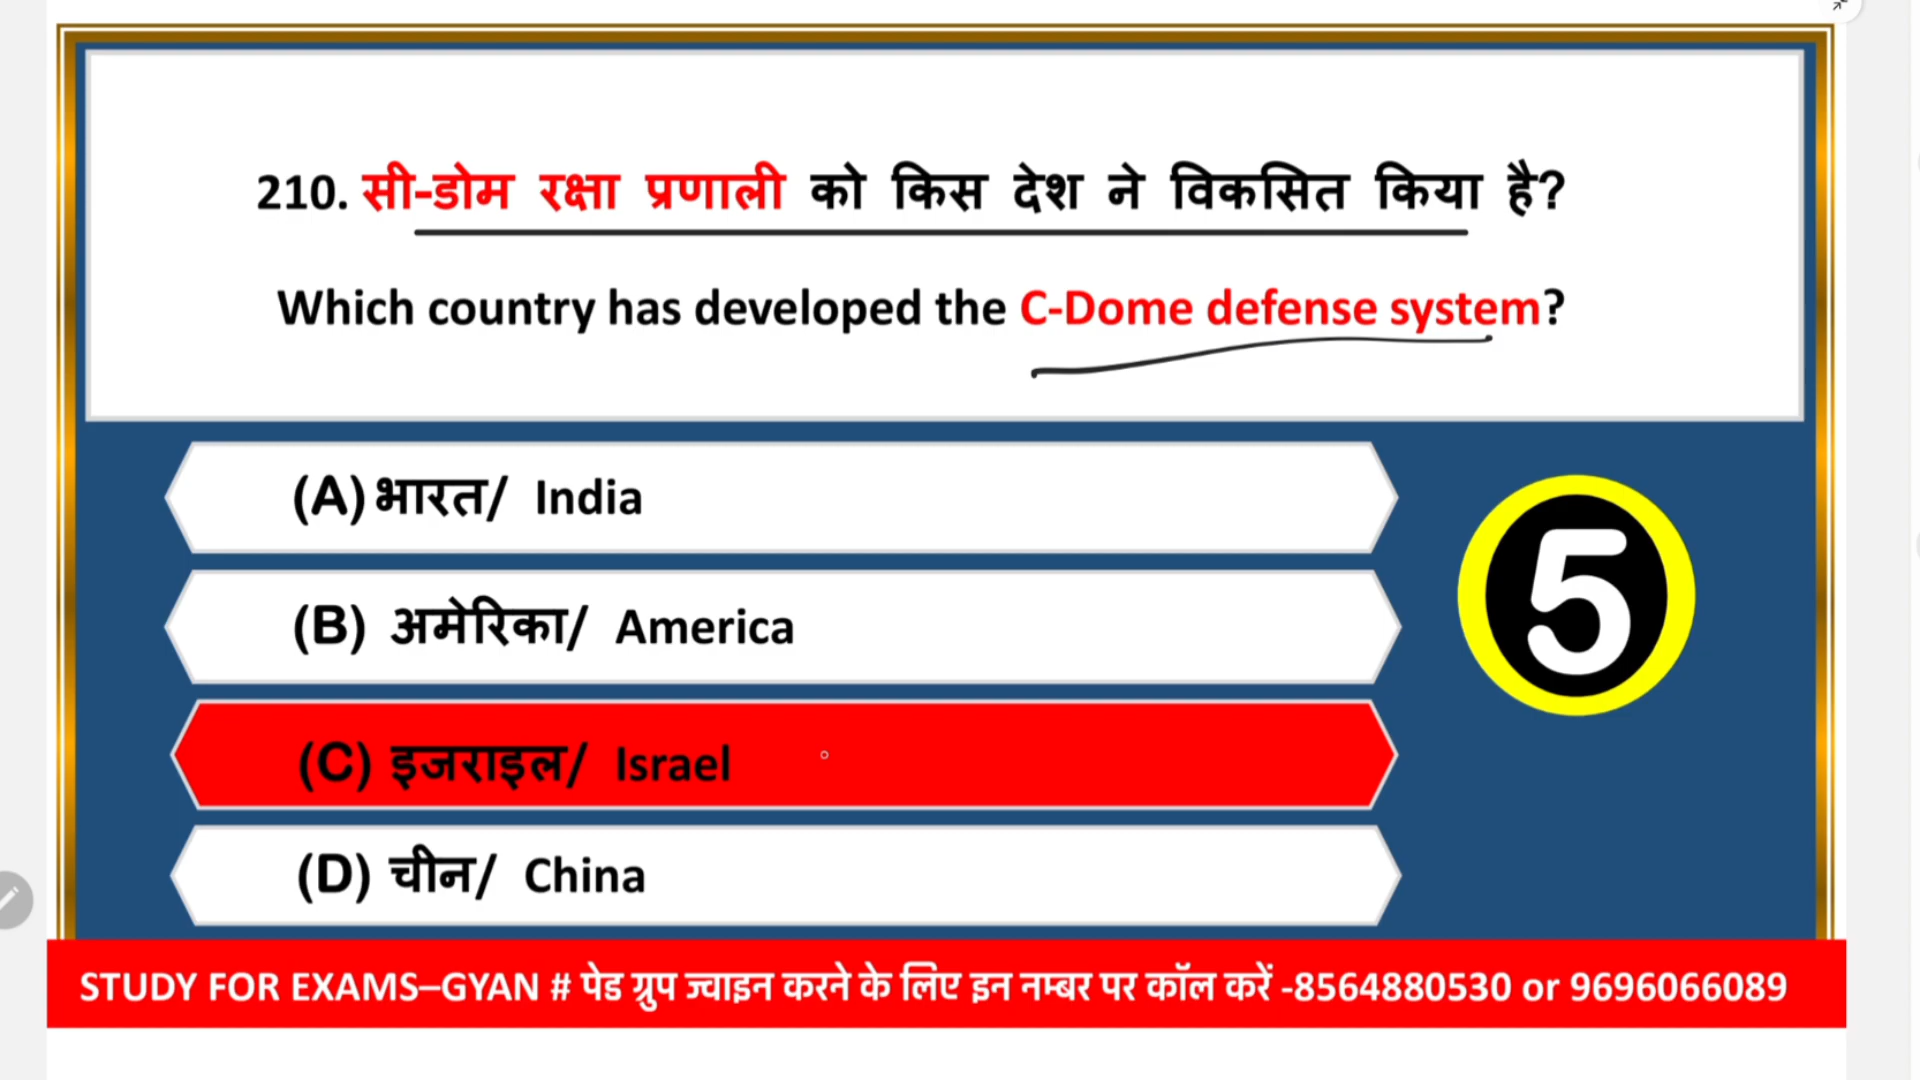 210. सी-डोम रक्षा प्रणाली को किस देश ने विकसित किया है?
Which country has developed the C-Dome defense system?
(A) भारत/ India
5
(B) अमेरिका/ America
(C) इजराइल/ Israel
(D) चीन/ China
STUDY FOR EXAMS–GYAN # पेड ग्रुप ज्वाइन करने के लिए इन नम्बर पर कॉल करें -8564880530 or 9696066089